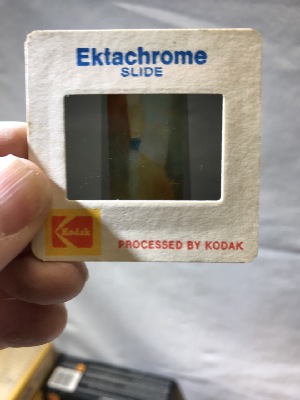 Ektachrome
SLIDE
Kodak
PROCESSED BY KODAK